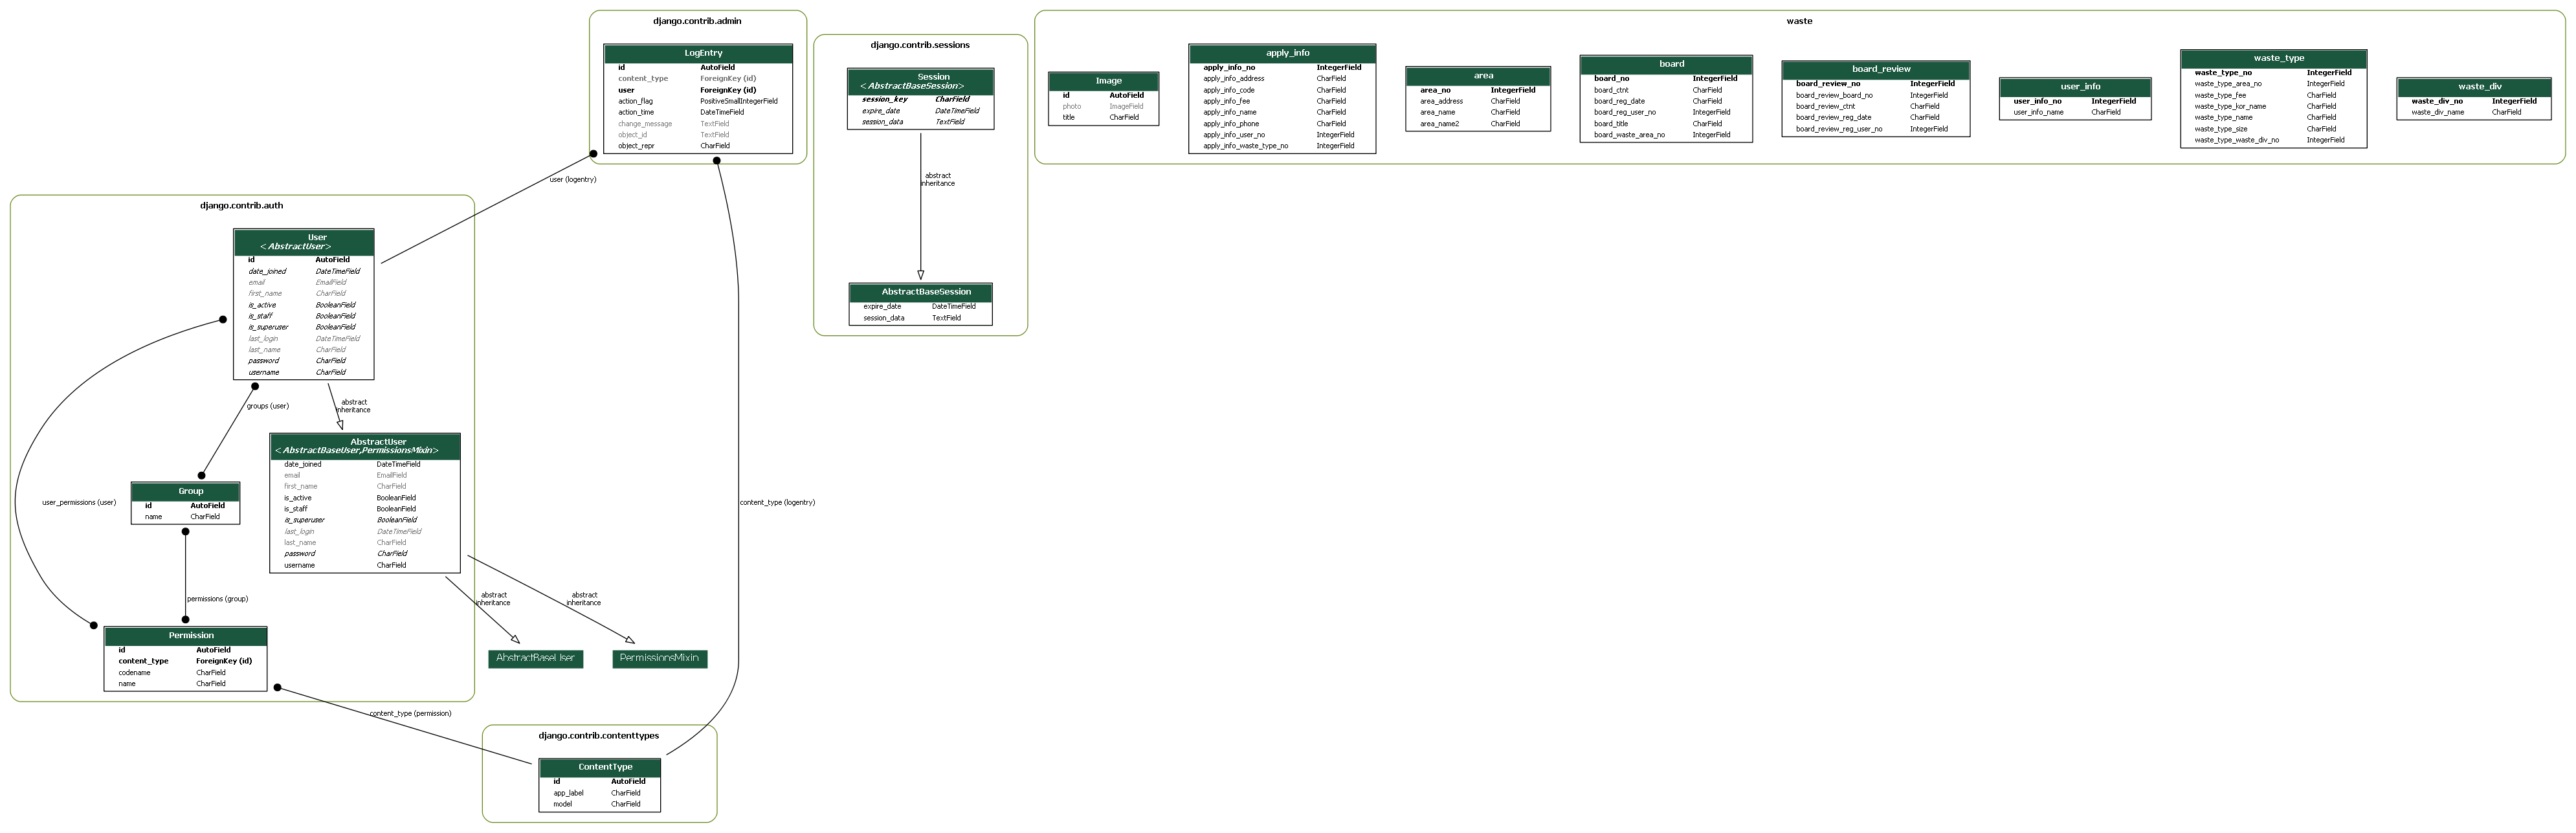 django.contrib.admin
LogEntry
id AutoField
content_type ForeignKey (id)
user ForeignKey (id)
action_flag PositiveSmallIntegerField
action_time DateTimeField
change_message TextField
object_id TextField
object_repr CharField
django.contrib.sessions
Session
<AbstractBaseSession>
session_key CharField
expire_date DateTimeField
session_data TextField
abstract
inheritance
AbstractBaseSession
expire_date DateTimeField
session_data TextField
waste
Image
id AutoField
photo ImageField
title CharField
apply_info
apply_info_no IntegerField
apply_info_address CharField
apply_info_code CharField
apply_info_fee CharField
apply_info_name CharField
apply_info_phone CharField
apply_info_user_no IntegerField
apply_info_waste_type_no IntegerField
area
area_no IntegerField
area_address CharField
area_name CharField
area_name2 CharField
board
board_no IntegerField
board_ctnt CharField
board_reg_date CharField
board_reg_user_no IntegerField
board_title CharField
board_waste_area_no IntegerField
board_review
board_review_no IntegerField
board_review_board_no IntegerField
board_review_ctnt CharField
board_review_reg_date CharField
board_review_reg_user_no IntegerField
user_info
user_info_no IntegerField
user_info_name CharField
waste_type
waste_type_no IntegerField
waste_type_area_no IntegerField
waste_type_fee CharField
waste_type_kor_name CharField
waste_type_name CharField
waste_type_size CharField
waste_type_waste_div_no IntegerField
waste_div
waste_div_no IntegerField
waste_div_name CharField
user (logentry)
django.contrib.auth
User
<AbstractUser>
id AutoField
date_joined DateTimeField
email EmailField
first_name CharField
is_active BooleanField
is_staff BooleanField
is_superuser BooleanField
last_login DateTimeField
last_name CharField
password CharField
username CharField
groups (user)
abstract
inheritance
AbstractUser
<AbstractBaseUser,PermissionsMixin>
date_joined DateTimeField
email EmailField
first_name CharField
is_active BooleanField
is_staff BooleanField
is_superuser BooleanField
last_login DateTimeField
last_name CharField
password CharField
username CharField
user_permissions (user)
Group
id AutoField
name CharField
content_type (logentry)
permissions (group)
abstract
inheritance
abstract
inheritance
Permission
id AutoField
content_type ForeignKey (id)
codename CharField
name CharField
AbstractBaseUser
PermissionsMixin
content_type (permission)
django.contrib.contenttypes
ContentType
id AutoField
app_label CharField
model CharField